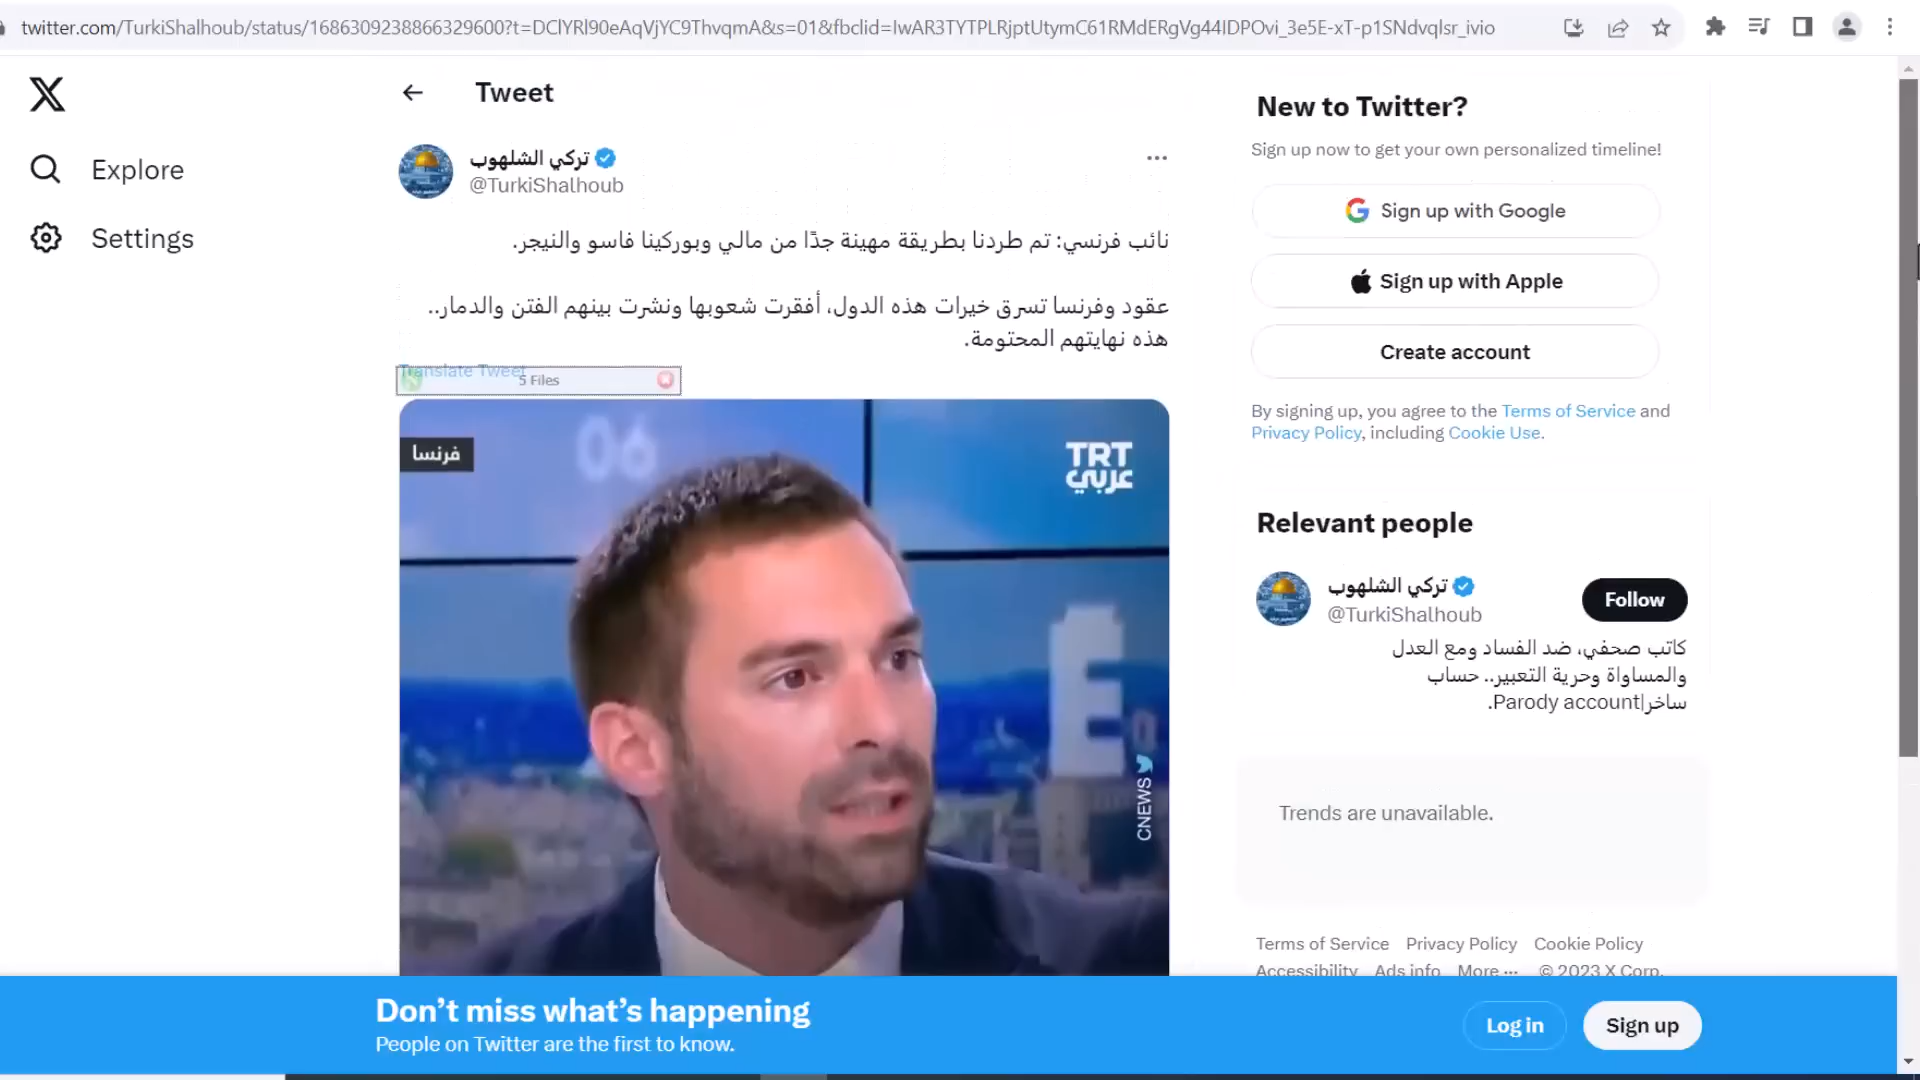 twitter.com/TurkiShalhoub/status/1686309238866329600?t=DClYRl90eAqVjYC9ThvqmA&s=01&fbclid=IwAR3TYTPLRjptUtymC61RMdERgVg44IDPOvi_3e5E-xT-p1SNdvqlsr_ivio
Explore
Settings
Tweet
تركي الشلهوب
@TurkiShalhoub
نائب فرنسي: تم طردنا بطريقة مهينة جدًا من مالي وبوركينا فاسو والنيجر.
عقود وفرنسا تسرق خيرات هذه الدول، أفقرت شعوبها ونشرت بينهم الفتن والدمار..
هذه نهايتهم المحتومة.
Translate Tweet
5 Files
فرنسا
06
TRT
عربي
E
CNEWS
New to Twitter?
Sign up now to get your own personalized timeline!
Sign up with Google
Sign up with Apple
Create account
By signing up, you agree to the Terms of Service and
Privacy Policy, including Cookie Use.
Relevant people
تركي الشلهوب
@TurkiShalhoub
Follow
كاتب صحفي، ضد الفساد ومع العدل
والمساواة وحرية التعبير.. حساب
ساخر|Parody account.
Trends are unavailable.
Terms of Service Privacy Policy Cookie Policy
Accessibility Ads info More ··· © 2023 X Corp.
Don’t miss what’s happening
People on Twitter are the first to know.
Log in
Sign up